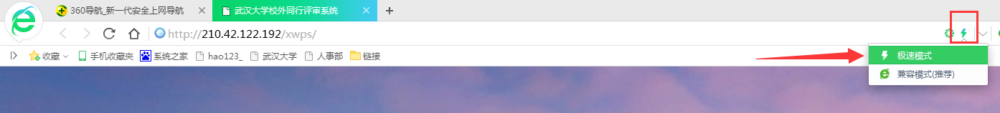 360导航_新一代安全上网导航
武汉大学校外同行评审系统
http://210.42.122.192/xwps/
收藏 手机收藏夹 系统之家 hao123_ 武汉大学 人事部 链接
极速模式
兼容模式(推荐)